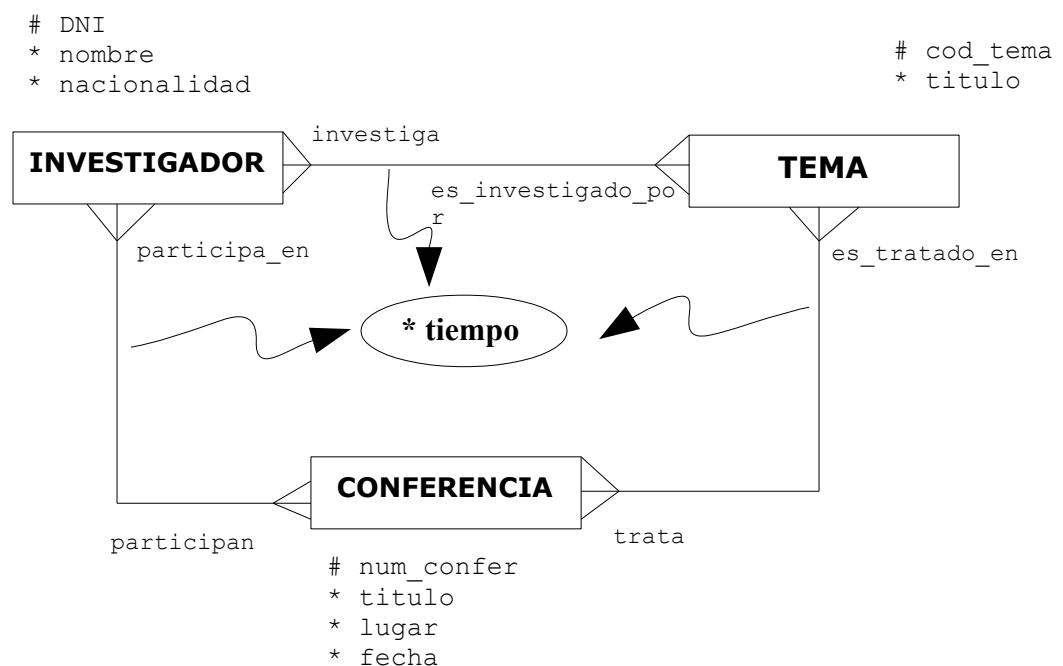 # DNI
* nombre
* nacionalidad
# cod_tema
* titulo
investiga
INVESTIGADOR
TEMA
es_investigado_po
r
participa_en
es_tratado_en
* tiempo
CONFERENCIA
participan
trata
# num_confer
* titulo
* lugar
* fecha